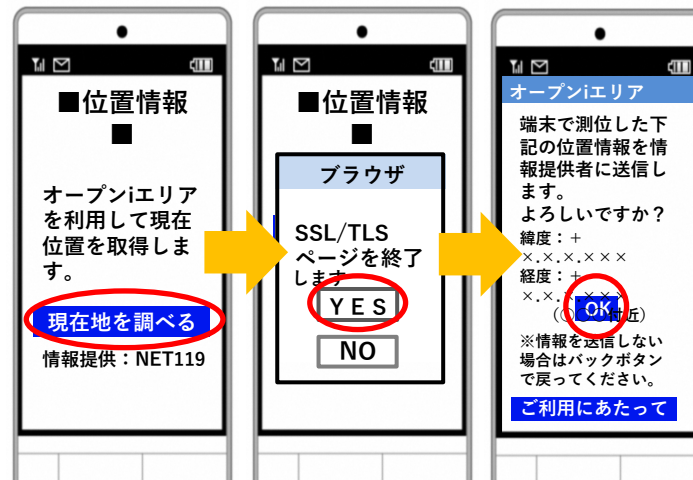 ■位置情報
■
オープンiエリア
を利用して現在
位置を取得しま
す。
現在地を調べる
情報提供：NET119
■位置情報
■
ブラウザ
SSL/TLS
ページを終了
します
ＹＥＳ
NO
オープンiエリア
端末で測位した下
記の位置情報を情
報提供者に送信し
ます。
よろしいですか？
緯度：＋
×.×.×.×××
経度：＋
×.×.×.×××
OK
（○○○付近）
※情報を送信しない
場合はバックボタン
で戻ってください。
ご利用にあたって